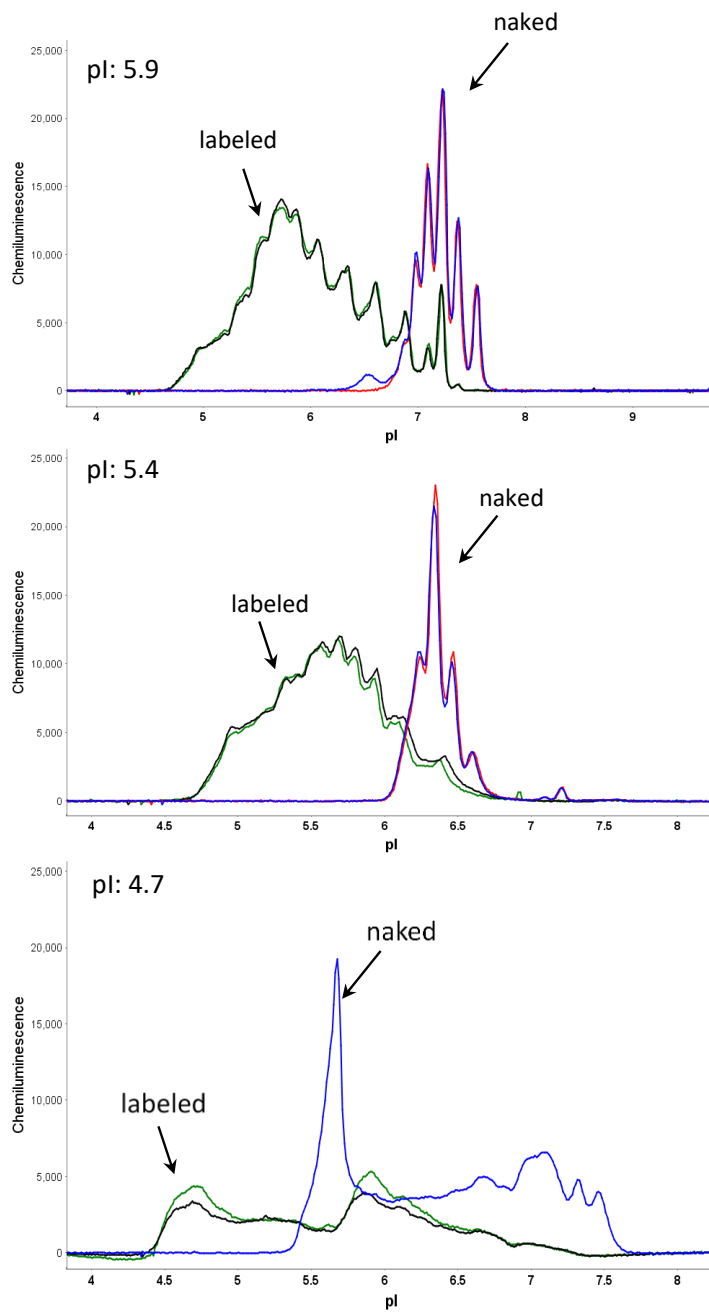 naked
pI: 5.9
labeled
Chemiluminescence
25,000
20,000
15,000
10,000
5,000
0
4 5 6 7 8 9
pI
pI: 5.4
naked
labeled
Chemiluminescence
25,000
20,000
15,000
10,000
5,000
0
4 4.5 5 5.5 6 6.5 7 7.5 8
pI
pI: 4.7
naked
labeled
Chemiluminescence
25,000
20,000
15,000
10,000
5,000
0
4 4.5 5 5.5 6 6.5 7 7.5 8
pI